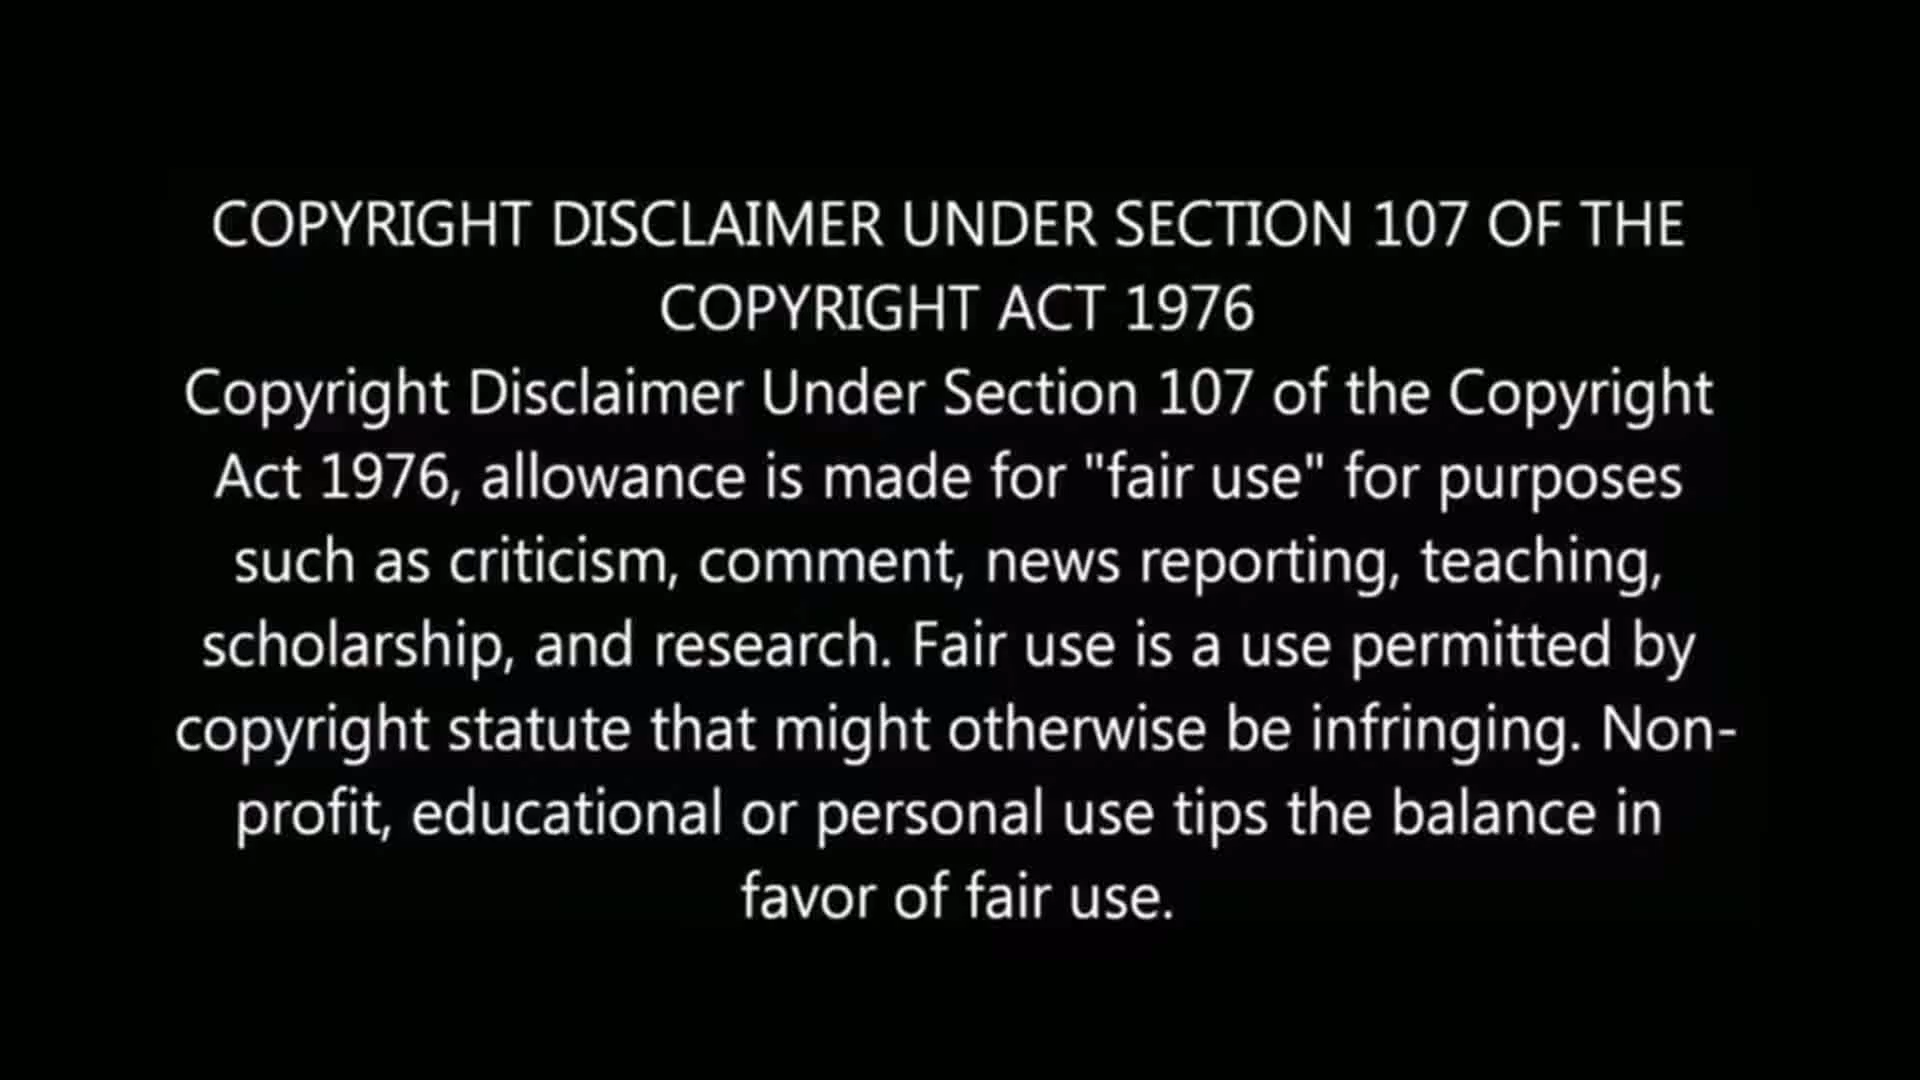 COPYRIGHT DISCLAIMER UNDER SECTION 107 OF THE
COPYRIGHT ACT 1976
Copyright Disclaimer Under Section 107 of the Copyright
Act 1976, allowance is made for "fair use" for purposes
such as criticism, comment, news reporting, teaching,
scholarship, and research. Fair use is a use permitted by
copyright statute that might otherwise be infringing. Non-
profit, educational or personal use tips the balance in
favor of fair use.